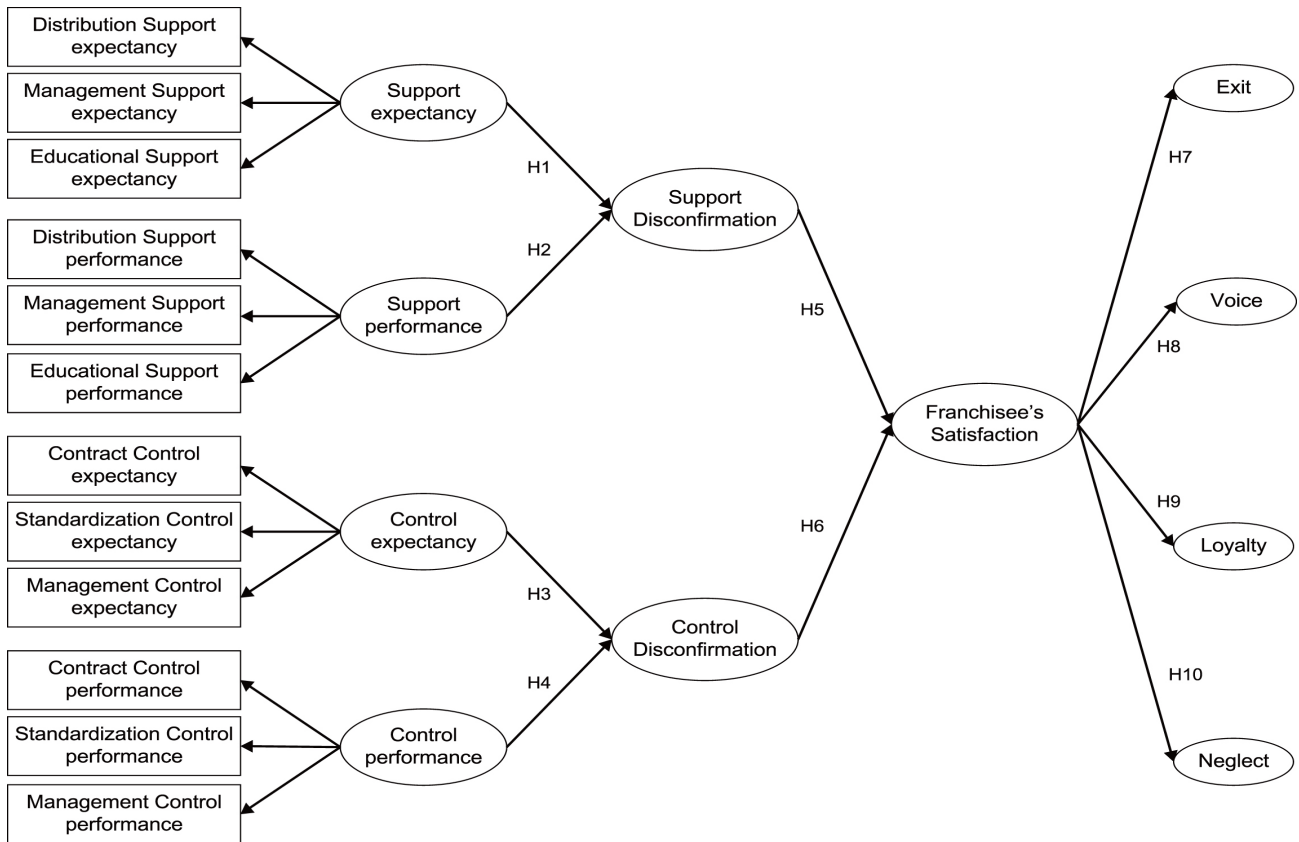 Distribution Support
expectancy
Management Support
expectancy
Educational Support
expectancy
Support
expectancy
H1
Distribution Support
performance
Management Support
performance
Educational Support
performance
Support
performance
H2
Support
Disconfirmation
Contract Control
expectancy
Standardization Control
expectancy
Management Control
expectancy
Control
expectancy
H3
Contract Control
performance
Standardization Control
performance
Management Control
performance
Control
performance
H4
Control
Disconfirmation
H5
H6
Franchisee’s
Satisfaction
H7
Exit
H8
Voice
H9
Loyalty
H10
Neglect